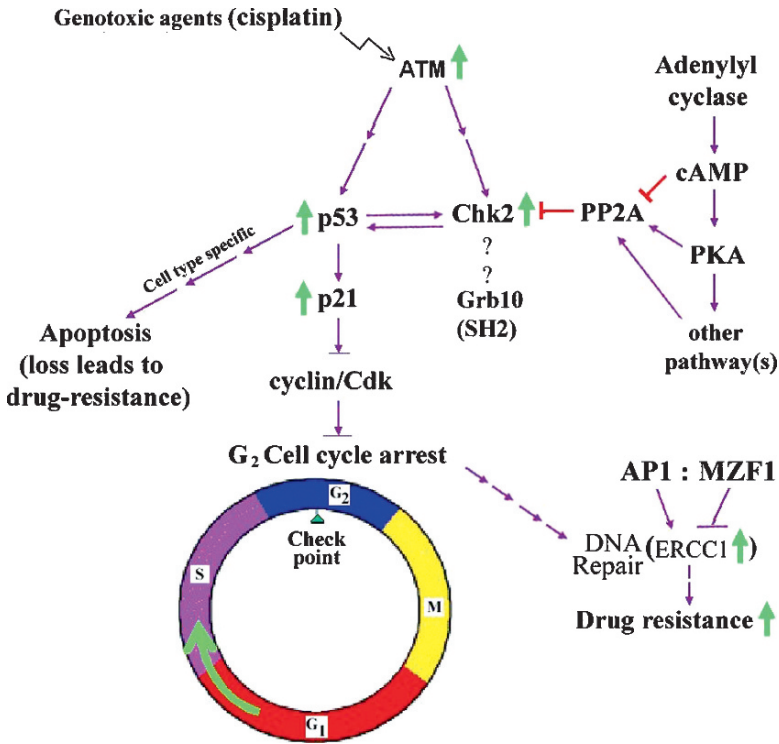 Genotoxic agents (cisplatin)
ATM
Adenylyl
cyclase
cAMP
p53
Chk2
PP2A
PKA
Cell type specific
?
?
p21
Grb10
(SH2)
other
pathway(s)
Apoptosis
(loss leads to
drug-resistance)
cyclin/Cdk
G2 Cell cycle arrest
AP1 : MZF1
G2
Check
point
DNA
Repair
(ERCC1 )
S
M
Drug resistance
G1